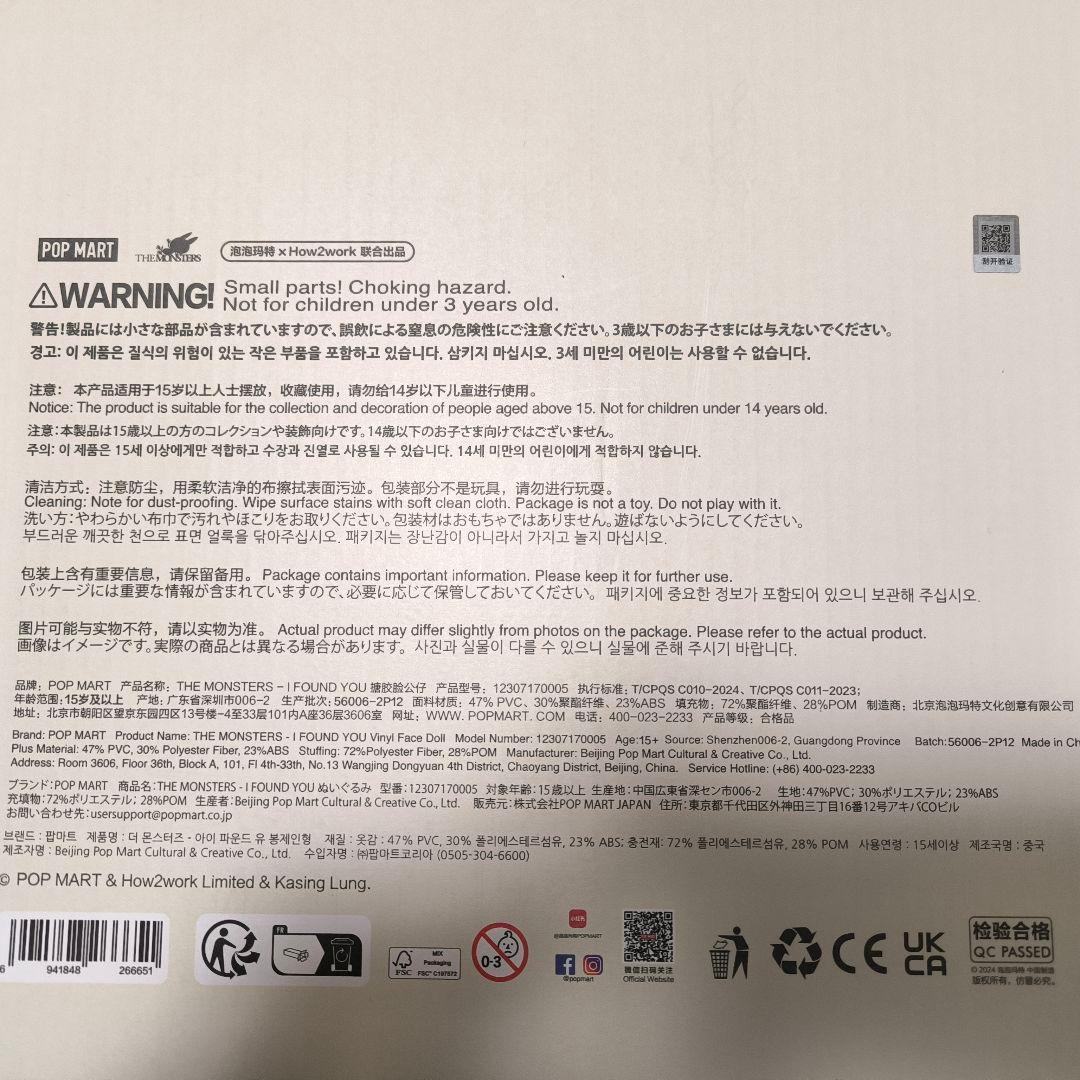 POP MART THE MONSTERS 泡泡玛特 x How2work 联合出品
刮开验证
WARNING! Small parts! Choking hazard.
Not for children under 3 years old.
警告!製品には小さな部品が含まれていますので、誤飲による窒息の危険性にご注意ください。3歳以下のお子さまには与えないでください。
경고: 이 제품은 질식의 위험이 있는 작은 부품을 포함하고 있습니다. 삼키지 마십시오. 3세 미만의 어린이는 사용할 수 없습니다.
注意： 本产品适用于15岁以上人士摆放，收藏使用，请勿给14岁以下儿童进行使用。
Notice: The product is suitable for the collection and decoration of people aged above 15. Not for children under 14 years old.
注意:本製品は15歳以上の方のコレクションや装飾向けです。14歳以下のお子さま向けではございません。
주의: 이 제품은 15세 이상에게만 적합하고 수장과 진열로 사용될 수 있습니다. 14세 미만의 어린이에게 적합하지 않습니다.
清洁方式：注意防尘，用柔软洁净的布擦拭表面污迹。包装部分不是玩具，请勿进行玩耍。
Cleaning: Note for dust-proofing. Wipe surface stains with soft clean cloth. Package is not a toy. Do not play with it.
洗い方：やわらかい布巾で汚れやほこりをお取りください。包装材はおもちゃではありません。遊ばないようにしてください。
부드러운 깨끗한 천으로 표면 얼룩을 닦아주십시오. 패키지는 장난감이 아니라서 가지고 놀지 마십시오.
包装上含有重要信息，请保留备用。 Package contains important information. Please keep it for further use.
パッケージには重要な情報が含まれていますので、必要に応じて保管しておいてください。 패키지에 중요한 정보가 포함되어 있으니 보관해 주십시오.
图片可能与实物不符，请以实物为准。 Actual product may differ slightly from photos on the package. Please refer to the actual product.
画像はイメージです。実際の商品とは異なる場合があります。 사진과 실물이 다를 수 있으니 실물에 준해 주시기 바랍니다.
品牌：POP MART 产品名称：THE MONSTERS – I FOUND YOU 搪胶脸公仔 产品型号：12307170005 执行标准：T/CPQS C010-2024、T/CPQS C011-2023；
年龄范围：15岁及以上 产地：广东省深圳市006-2 生产批次：56006-2P12 面料材质：47% PVC、30%聚酯纤维、23%ABS 填充物：72%聚酯纤维、28%POM 制造商：北京泡泡玛特文化创意有限公司
地址：北京市朝阳区望京东园四区13号楼-4至33层101内A座36层3606室 网址：WWW. POPMART. COM 电话：400-023-2233 产品等级：合格品
Brand: POP MART Product Name: THE MONSTERS - I FOUND YOU Vinyl Face Doll Model Number: 12307170005 Age:15+ Source: Shenzhen006-2, Guangdong Province Batch:56006-2P12 Made in Ch
Plus Material: 47% PVC, 30% Polyester Fiber, 23%ABS Stuffing: 72%Polyester Fiber, 28%POM Manufacturer: Beijing Pop Mart Cultural & Creative Co., Ltd.
Address: Room 3606, Floor 36th, Block A, 101, Fl 4th-33th, No.13 Wangjing Dongyuan 4th District, Chaoyang District, Beijing, China. Service Hotline: (+86) 400-023-2233
ブランド:POP MART 商品名：THE MONSTERS - I FOUND YOU ぬいぐるみ 型番:12307170005 対象年齢：15歳以上 生産地：中国広東省深セン市006-2 生地:47%PVC；30%ポリエステル；23%ABS
充填物:72%ポリエステル；28%POM 生産者：Beijing Pop Mart Cultural & Creative Co., Ltd. 販売元：株式会社POP MART JAPAN 住所：東京都千代田区外神田三丁目16番12号アキバCOビル
お問い合わせ先:usersupport@popmart.co.jp
브랜드 : 팝마트 제품명 : 더 몬스터즈 - 아이 파운드 유 봉제인형 재질 : 옷감 : 47% PVC, 30% 폴리에스테르섬유, 23% ABS; 충전재: 72% 폴리에스테르섬유, 28% POM 사용연령 : 15세이상 제조국명 : 중국
제조자명 : Beijing Pop Mart Cultural & Creative Co., Ltd. 수입자명 : ㈜팝마트코리아 (0505-304-6600)
© POP MART & How2work Limited & Kasing Lung.
6 941848 266651
FR
FSC MIX Packaging FSC® C197572
0-3
小红书
@popmart
微信扫码关注
Official Website
CE
UK CA
检验合格
QC PASSED
© 2024 泡泡玛特 中国制造
版权所有，仿冒必究。